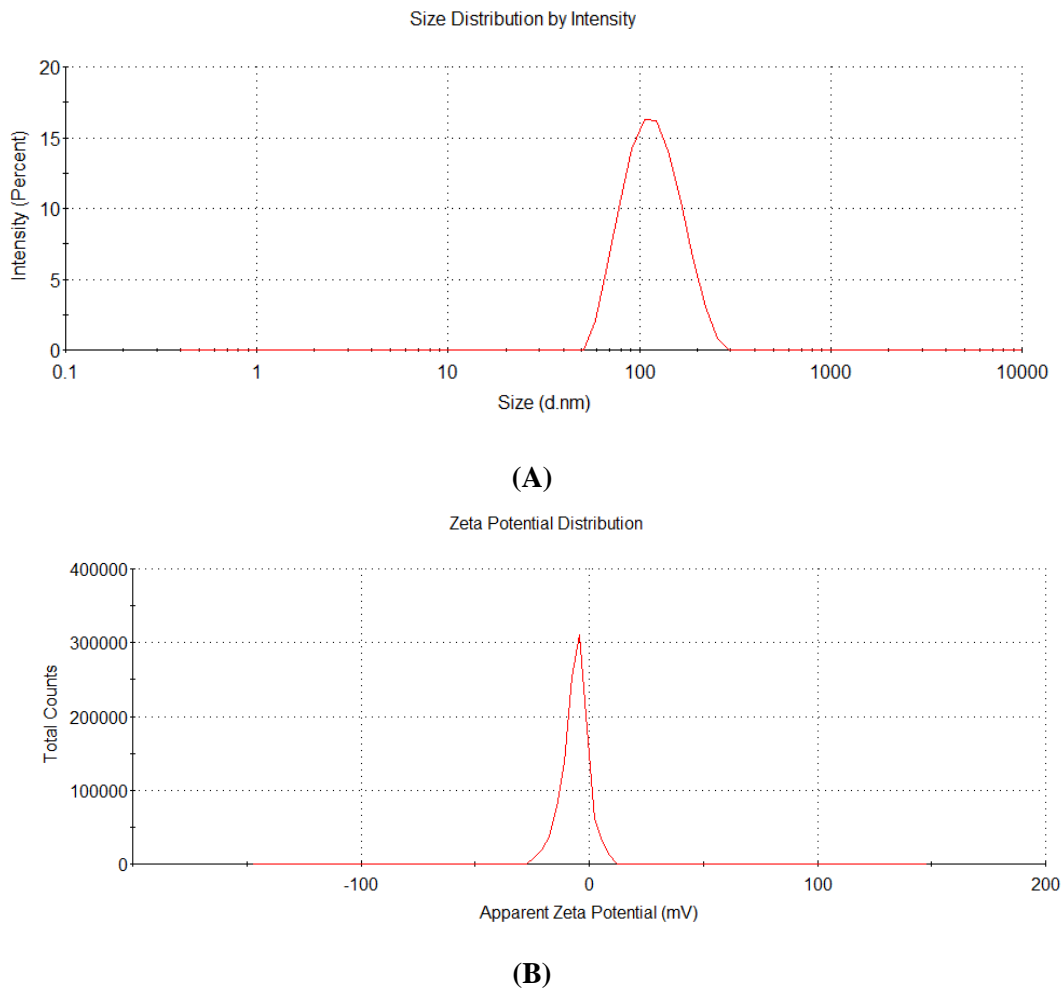 Size Distribution by Intensity
20
15
10
5
0
Intensity (Percent)
0.1 1 10 100 1000 10000
Size (d.nm)
(A)
Zeta Potential Distribution
400000
300000
200000
100000
0
Total Counts
-100 0 100 200
Apparent Zeta Potential (mV)
(B)